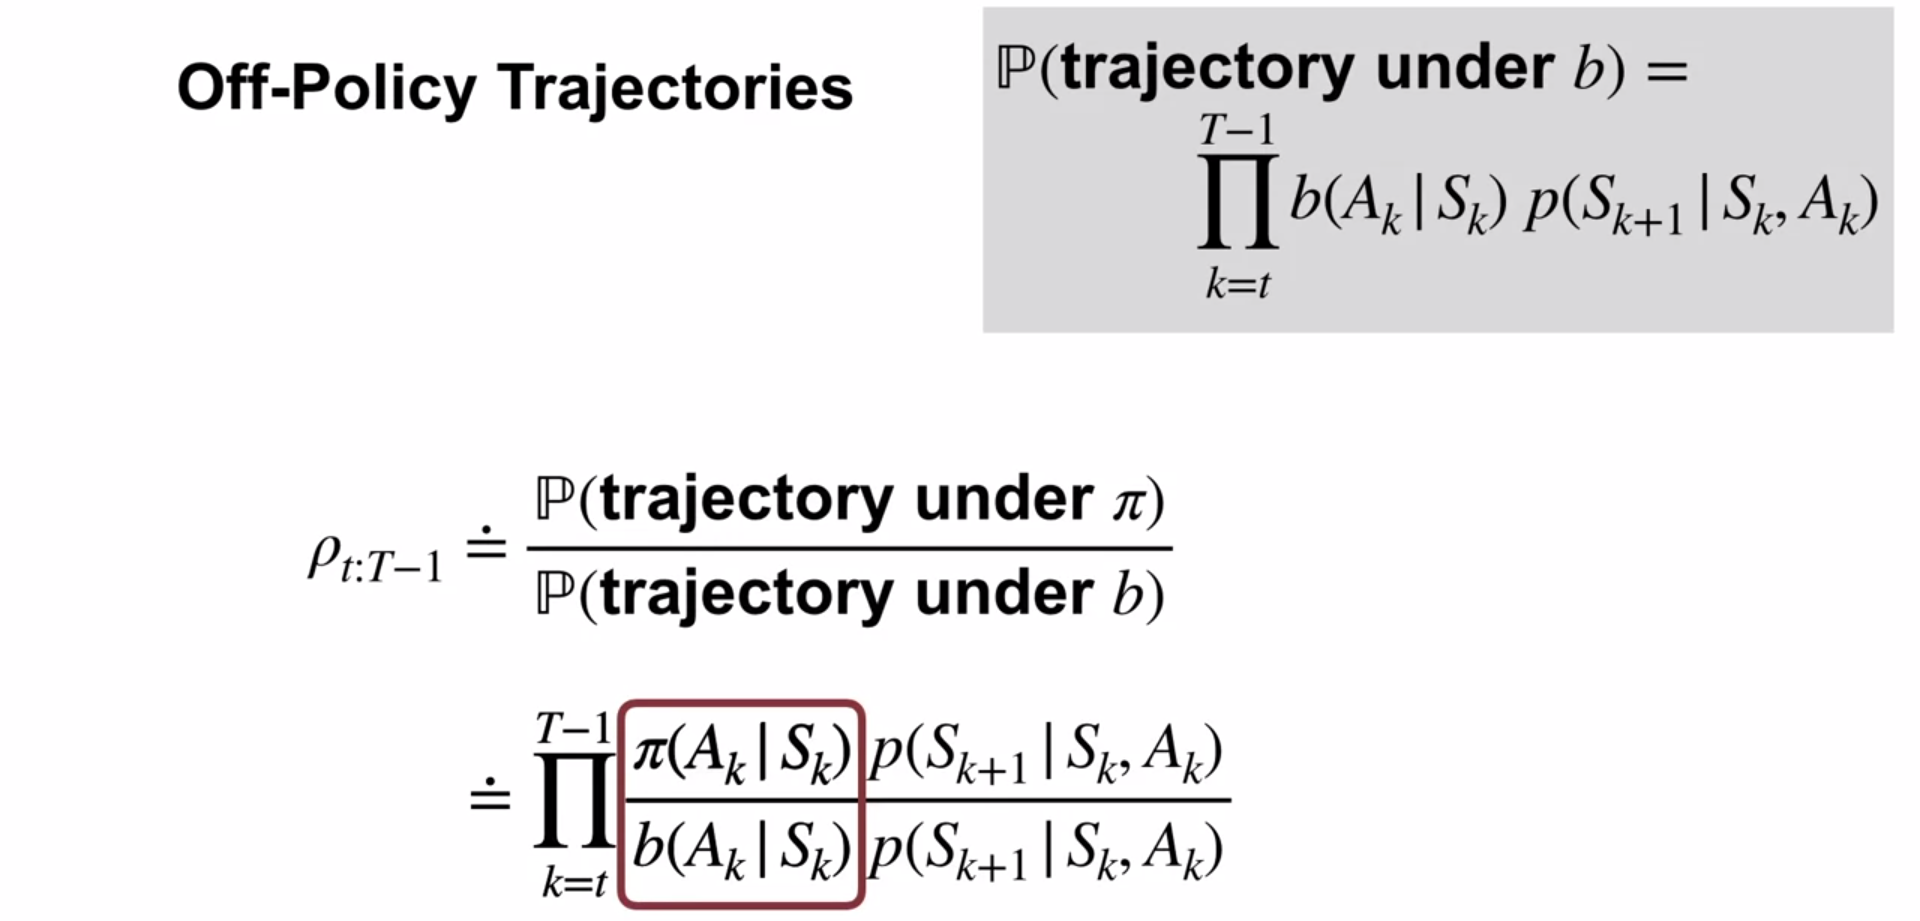 Off-Policy Trajectories
ℙ(trajectory under b) =
∏_{k=t}^{T−1} b(A_k | S_k) p(S_{k+1} | S_k, A_k)
ρ_{t:T−1} ≐ ℙ(trajectory under π) / ℙ(trajectory under b)
≐ ∏_{k=t}^{T−1} π(A_k | S_k) p(S_{k+1} | S_k, A_k) / b(A_k | S_k) p(S_{k+1} | S_k, A_k)